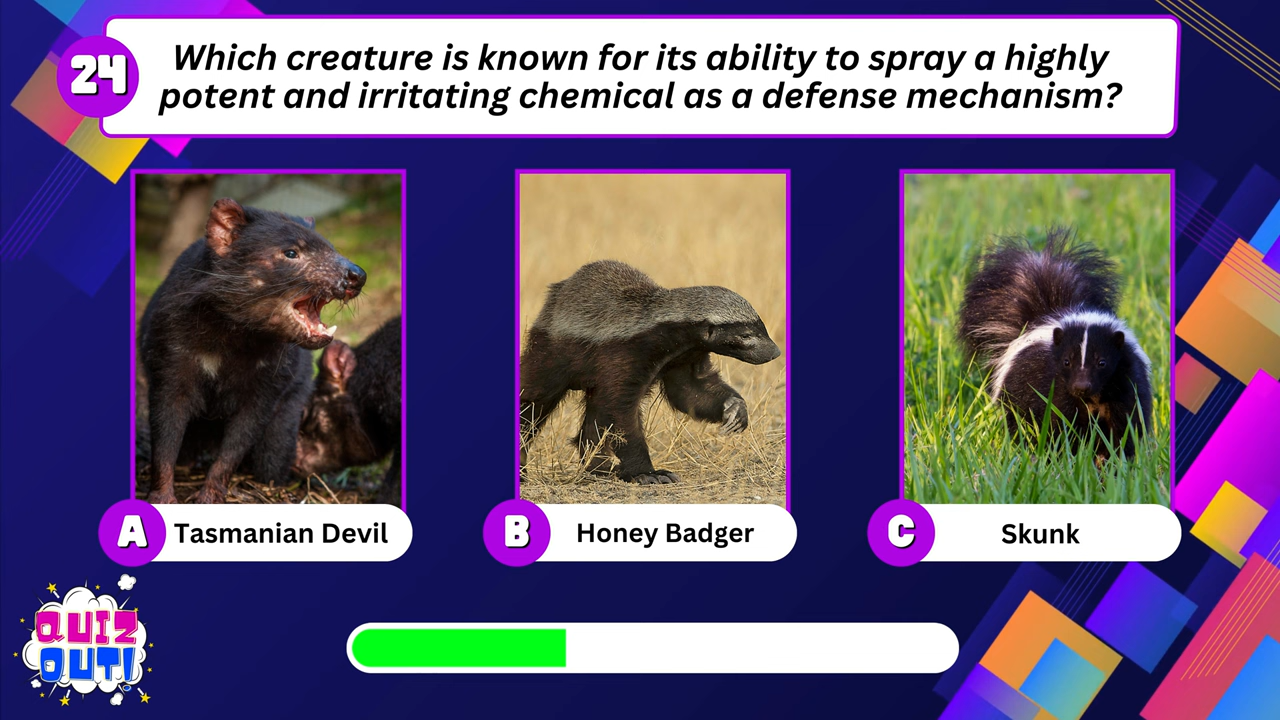 24
Which creature is known for its ability to spray a highly
potent and irritating chemical as a defense mechanism?
A Tasmanian Devil
B Honey Badger
C Skunk
QUIZ
OUT!